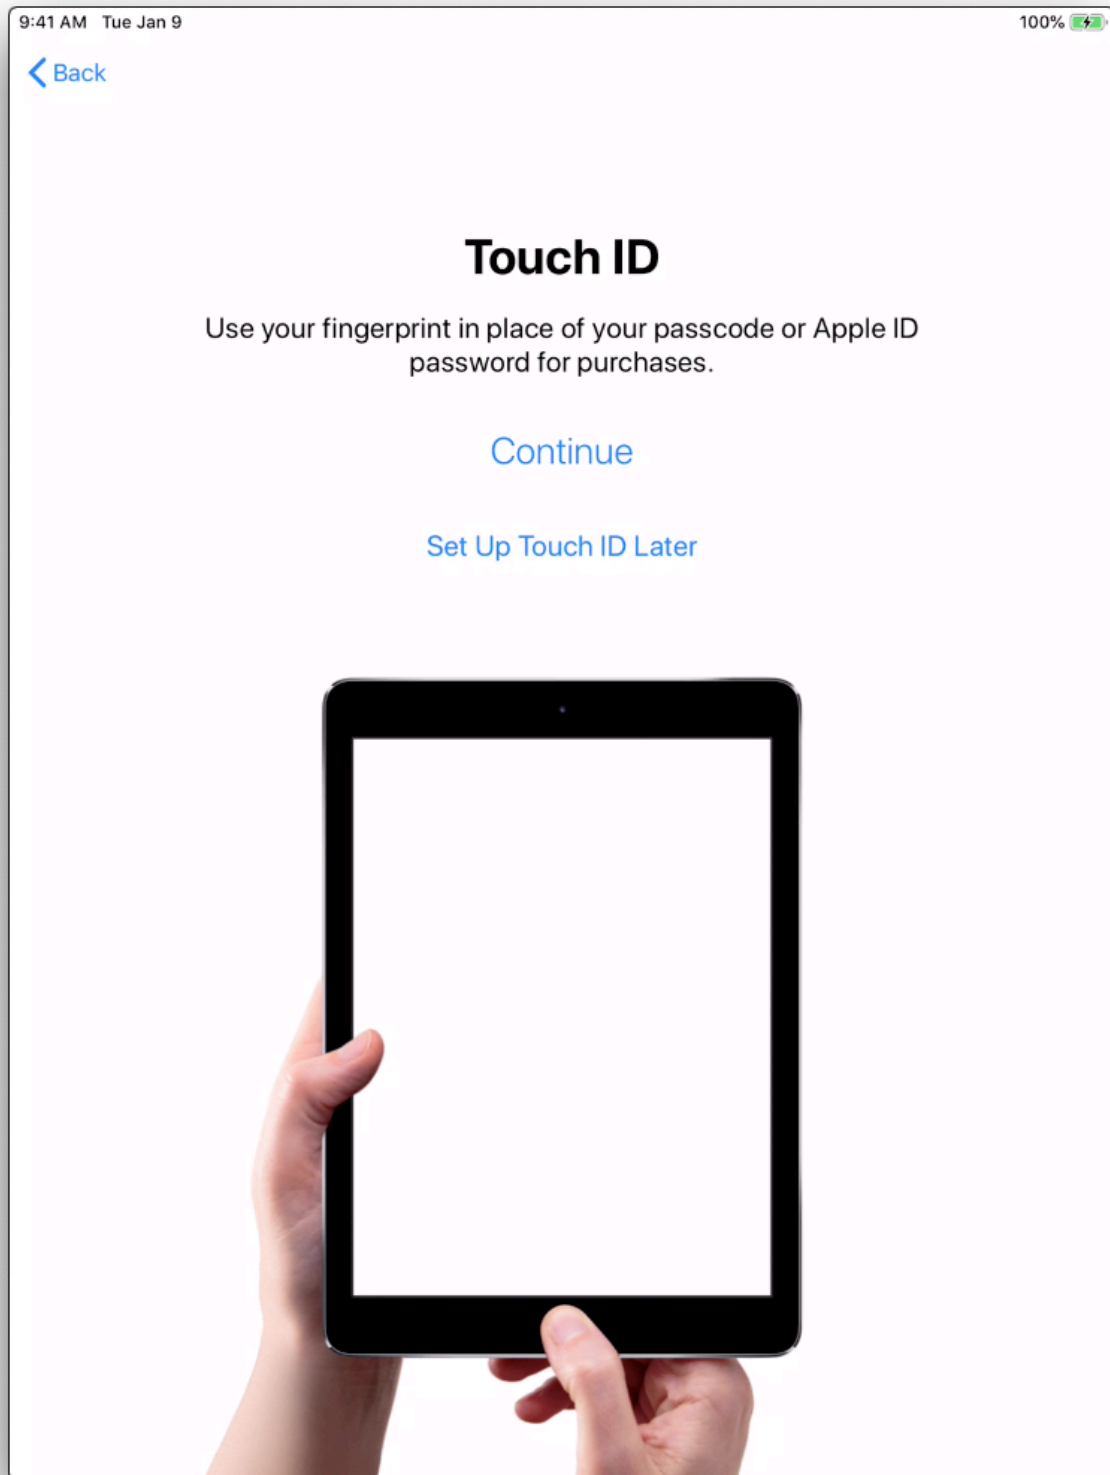 9:41 AM Tue Jan 9
100%
Back
Touch ID
Use your fingerprint in place of your passcode or Apple ID
password for purchases.
Continue
Set Up Touch ID Later